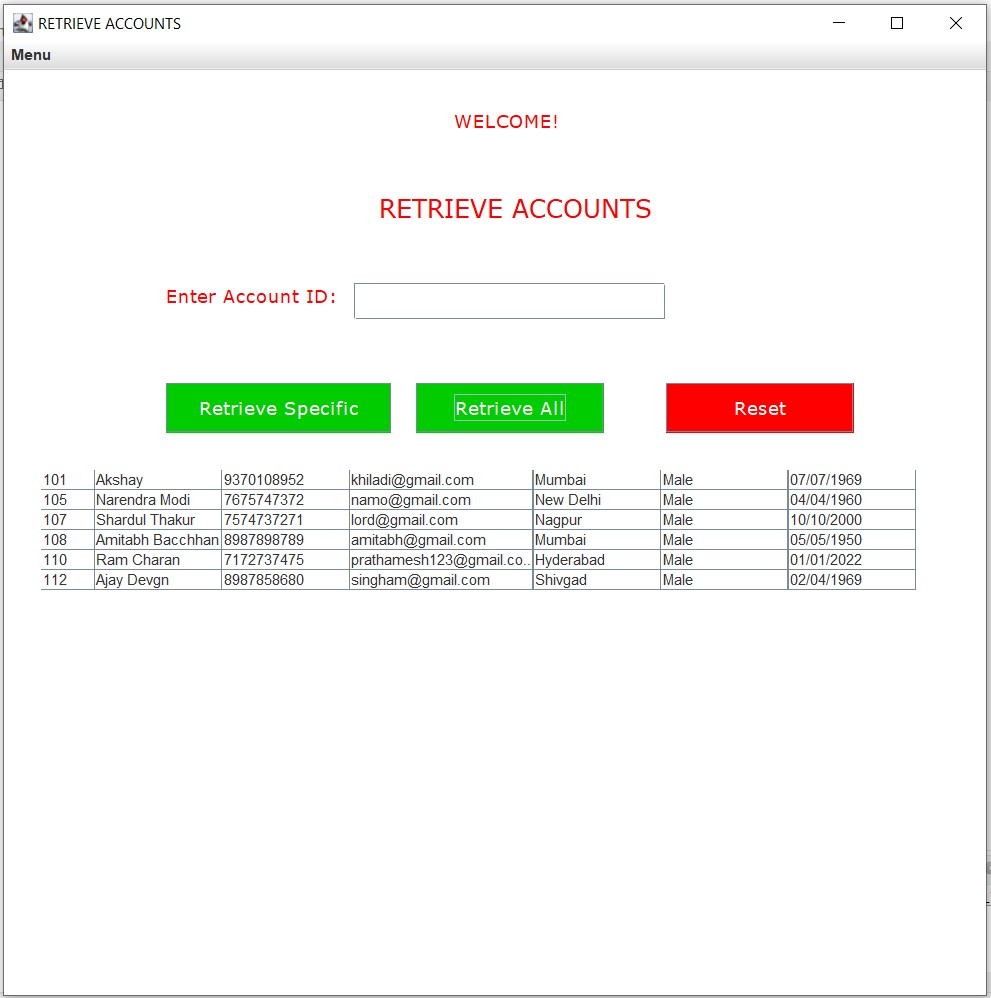 RETRIEVE ACCOUNTS
Menu
WELCOME!
RETRIEVE ACCOUNTS
Enter Account ID:
Retrieve Specific Retrieve All Reset
101 Akshay 9370108952 khiladi@gmail.com Mumbai Male 07/07/1969
105 Narendra Modi 7675747372 namo@gmail.com New Delhi Male 04/04/1960
107 Shardul Thakur 7574737271 lord@gmail.com Nagpur Male 10/10/2000
108 Amitabh Bacchhan 8987898789 amitabh@gmail.com Mumbai Male 05/05/1950
110 Ram Charan 7172737475 prathamesh123@gmail.co... Hyderabad Male 01/01/2022
112 Ajay Devgn 8987858680 singham@gmail.com Shivgad Male 02/04/1969